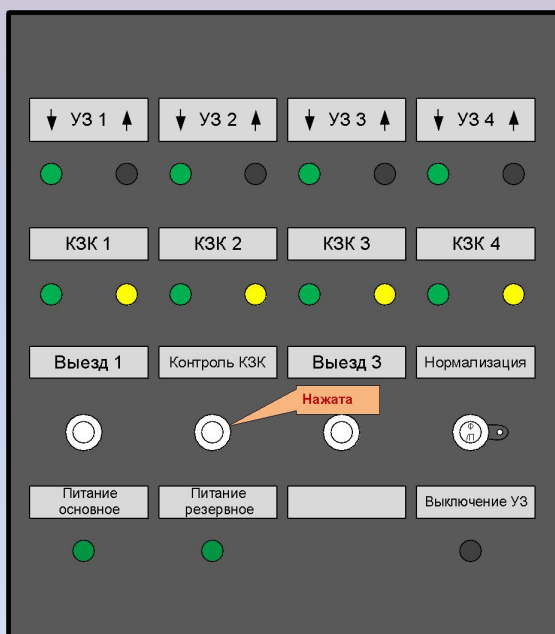 ↓ УЗ 1 ↑
↓ УЗ 2 ↑
↓ УЗ 3 ↑
↓ УЗ 4 ↑
КЗК 1
КЗК 2
КЗК 3
КЗК 4
Выезд 1
Контроль КЗК
Выезд 3
Нормализация
Нажата
Ф
/П
Питание
основное
Питание
резервное
Выключение УЗ